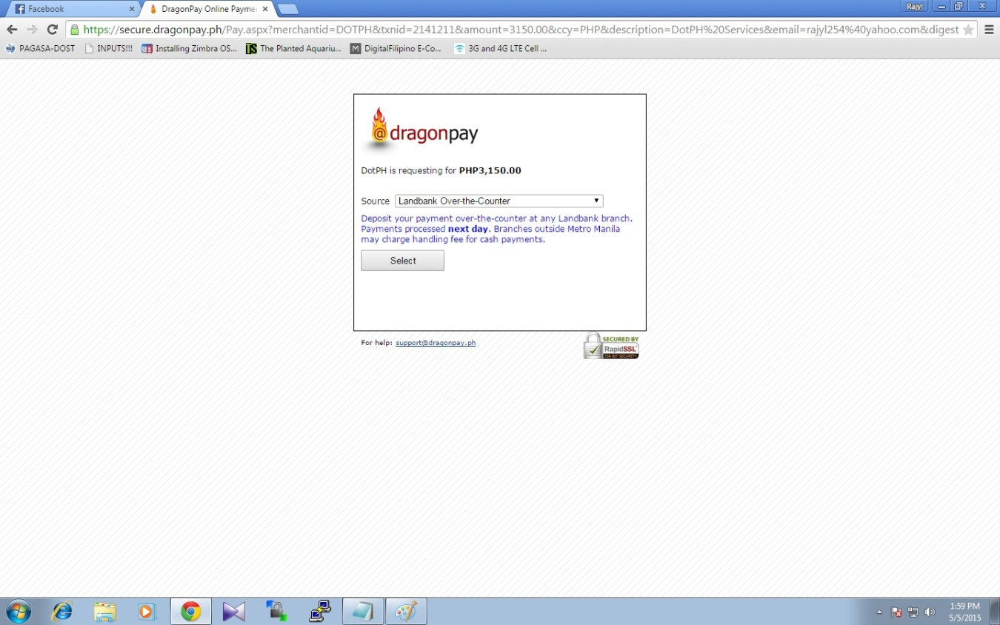 Facebook
DragonPay Online Payme
Rajyl
https://secure.dragonpay.ph/Pay.aspx?merchantid=DOTPH&txnid=2141211&amount=3150.00&ccy=PHP&description=DotPH%20Services&email=rajyl254%40yahoo.com&digest
PAGASA-DOST INPUTS!!! Installing Zimbra OS... The Planted Aquariu... DigitalFilipino E-Co... 3G and 4G LTE Cell ...
@dragonpay
DotPH is requesting for PHP3,150.00
Source Landbank Over-the-Counter
Deposit your payment over-the-counter at any Landbank branch.
Payments processed next day. Branches outside Metro Manila
may charge handling fee for cash payments.
Select
For help: support@dragonpay.ph
SECURED BY
RapidSSL
256 BIT SECURITY
1:59 PM
5/5/2015